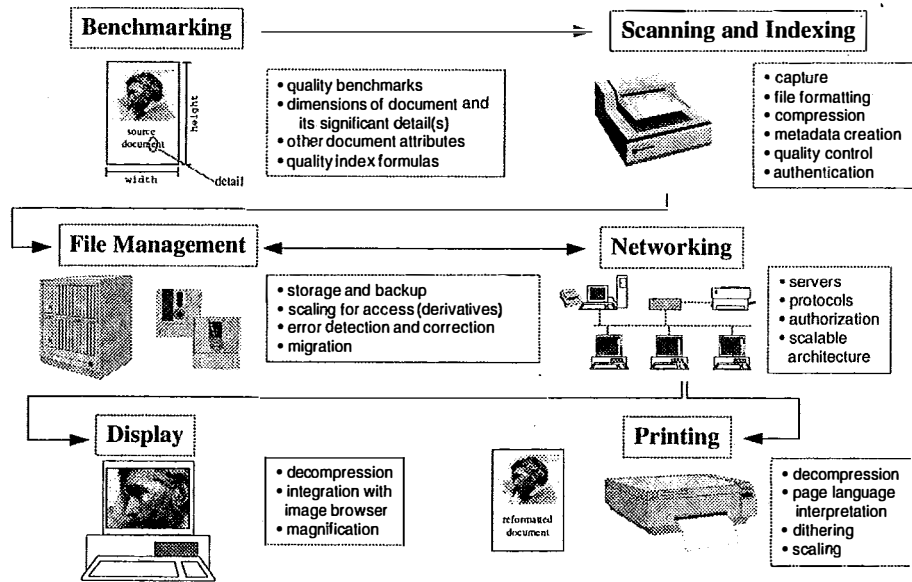 Benchmarking
Scanning and Indexing
source
document
height
width
detail
• quality benchmarks
• dimensions of document and
its significant detail(s)
• other document attributes
• quality index formulas
• capture
• file formatting
• compression
• metadata creation
• quality control
• authentication
File Management
Networking
• storage and backup
• scaling for access (derivatives)
• error detection and correction
• migration
• servers
• protocols
• authorization
• scalable
architecture
Display
Printing
• decompression
• integration with
image browser
• magnification
reformatted
document
• decompression
• page language
interpretation
• dithering
• scaling